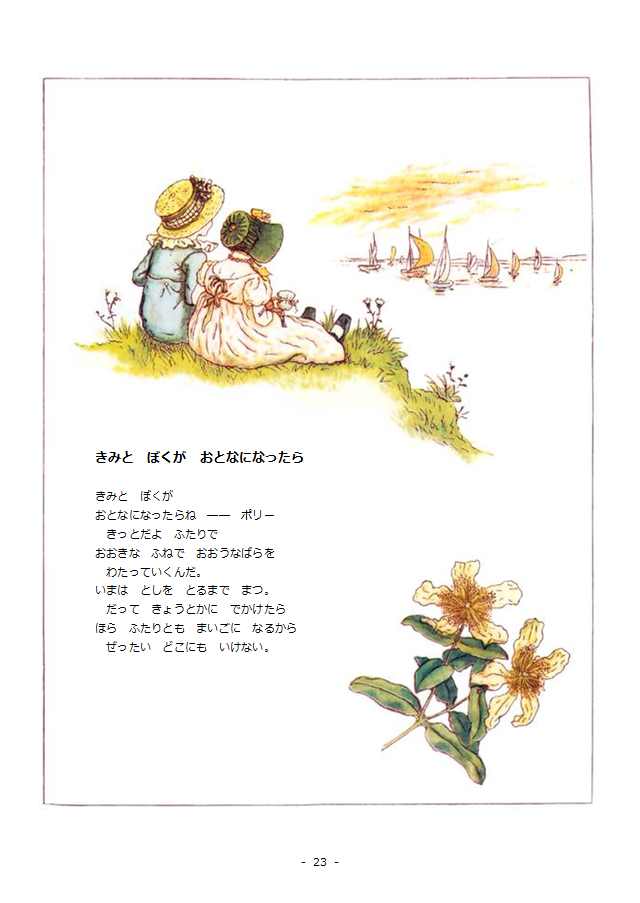 きみと　ぼくが　おとなになったら
きみと　ぼくが
おとなになったらね　――　ポリー
　きっとだよ　ふたりで
おおきな　ふねで　おおうなばらを
　わたっていくんだ。
いまは　としを　とるまで　まつ。
　だって　きょうとかに　でかけたら
ほら　ふたりとも　まいごに　なるから
　ぜったい　どこにも　いけない。
- 23 -